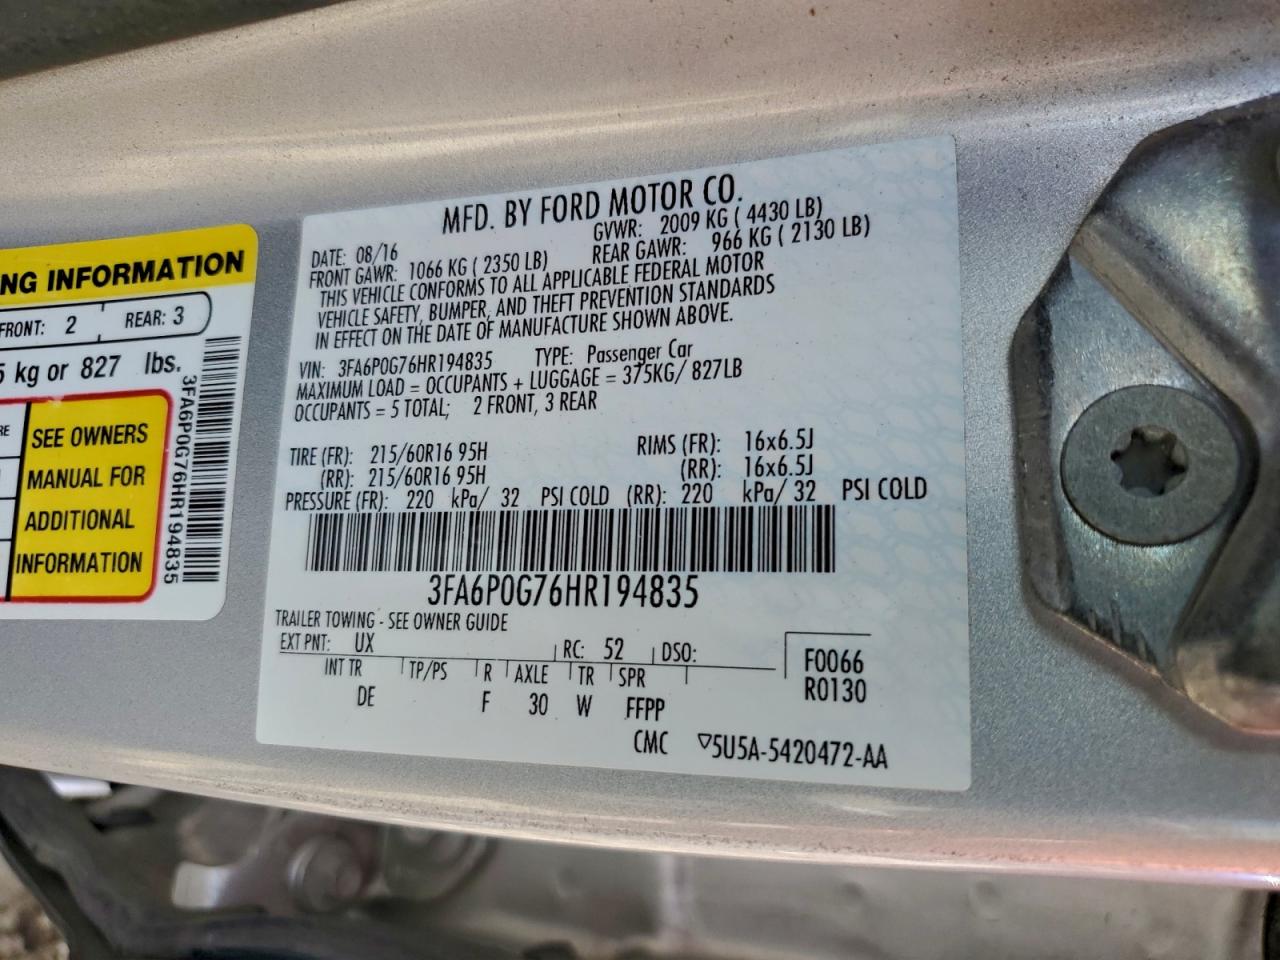 NG INFORMATION
FRONT: 2 REAR: 3
5 kg or 827 lbs.
RE
SEE OWNERS
MANUAL FOR
ADDITIONAL
INFORMATION
3FA6P0G76HR194835
MFD. BY FORD MOTOR CO.
DATE: 08/16 GVWR: 2009 KG ( 4430 LB)
FRONT GAWR: 1066 KG ( 2350 LB) REAR GAWR: 966 KG ( 2130 LB)
THIS VEHICLE CONFORMS TO ALL APPLICABLE FEDERAL MOTOR
VEHICLE SAFETY, BUMPER, AND THEFT PREVENTION STANDARDS
IN EFFECT ON THE DATE OF MANUFACTURE SHOWN ABOVE.
VIN: 3FA6P0G76HR194835 TYPE: Passenger Car
MAXIMUM LOAD = OCCUPANTS + LUGGAGE = 375KG/ 827LB
OCCUPANTS = 5 TOTAL; 2 FRONT, 3 REAR
TIRE (FR): 215/60R16 95H RIMS (FR): 16x6.5J
(RR): 215/60R16 95H (RR): 16x6.5J
PRESSURE (FR): 220 kPa/ 32 PSI COLD (RR): 220 kPa/ 32 PSI COLD
3FA6P0G76HR194835
TRAILER TOWING - SEE OWNER GUIDE
EXT PNT: UX RC: 52 DSO:
INT TR TP/PS R AXLE TR SPR
DE F 30 W FFPP
F0066
R0130
CMC ▽5U5A-5420472-AA